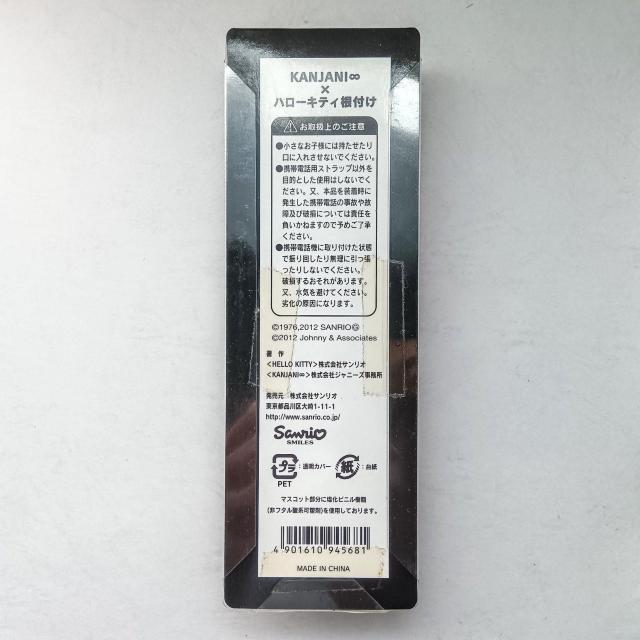 KANJANI∞
×
ハローキティ根付け
お取扱上のご注意
●小さなお子様には持たせたり
口に入れさせないでください。
●携帯電話用ストラップ以外を
目的とした使用はしないでく
ださい。又、本品を装着時に
発生した携帯電話の事故や故
障及び破損については責任を
負いかねますので予めご了承
ください。
●携帯電話機に取り付けた状態
で振り回したり無理に引っ張
ったりしないでください。
破損するおそれがあります。
又、水気を避けてください。
劣化の原因になります。
©1976,2012 SANRIO
©2012 Johnny & Associates
著 作
<HELLO KITTY>株式会社サンリオ
<KANJANI∞>株式会社ジャニーズ事務所
発売元 株式会社サンリオ
東京都品川区大崎1-11-1
http://www.sanrio.co.jp/
Sanrio
SMILES
プラ :透明カバー 紙 :台紙
PET
マスコット部分に塩化ビニル樹脂
(非フタル酸系可塑剤)を使用しております。
4 901610 945681
MADE IN CHINA